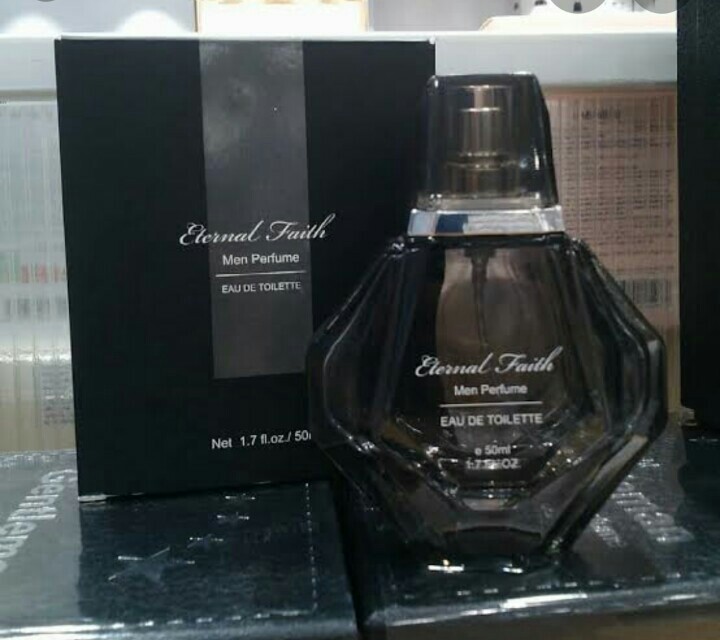 Eternal Faith
Men Perfume
EAU DE TOILETTE
Net 1.7 fl.oz./ 50
Eternal Faith
Men Perfume
EAU DE TOILETTE
e 50ml